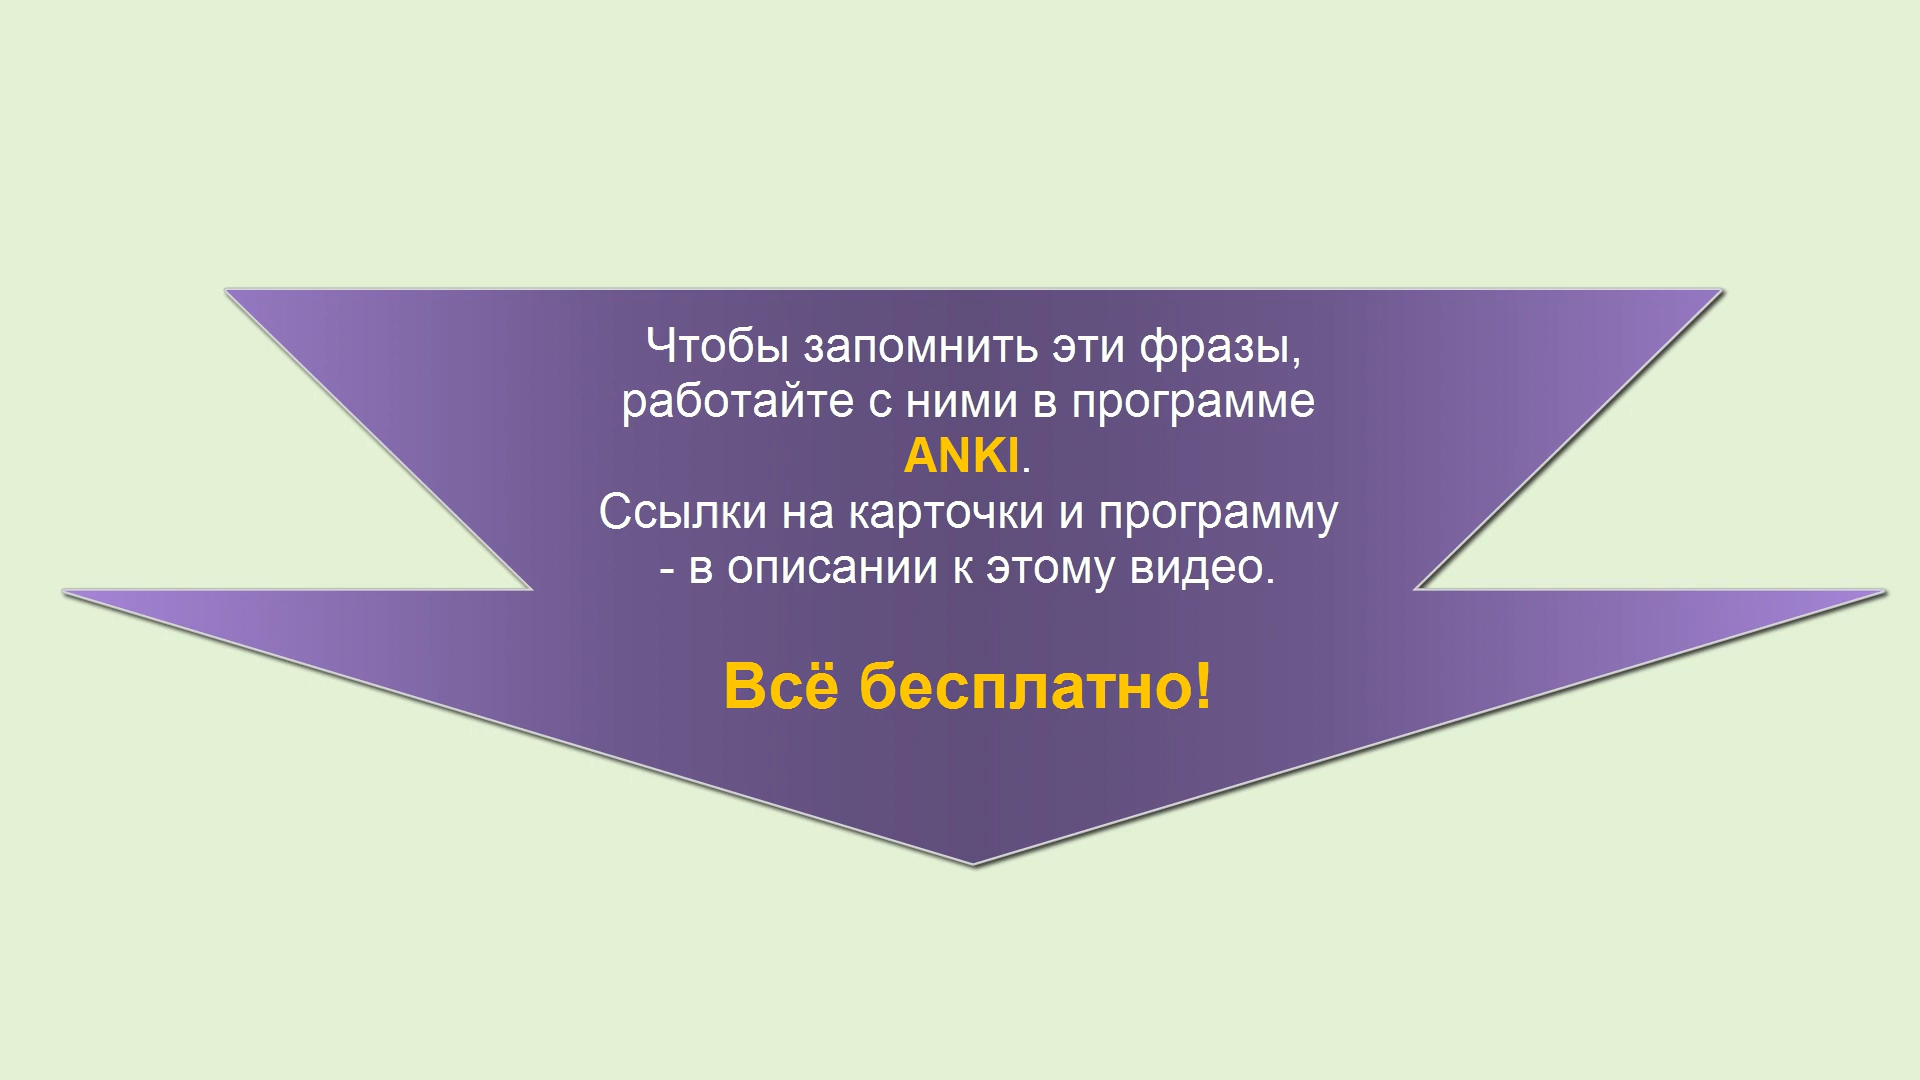 Чтобы запомнить эти фразы,
работайте с ними в программе
ANKI.
Ссылки на карточки и программу
- в описании к этому видео.
Всё бесплатно!